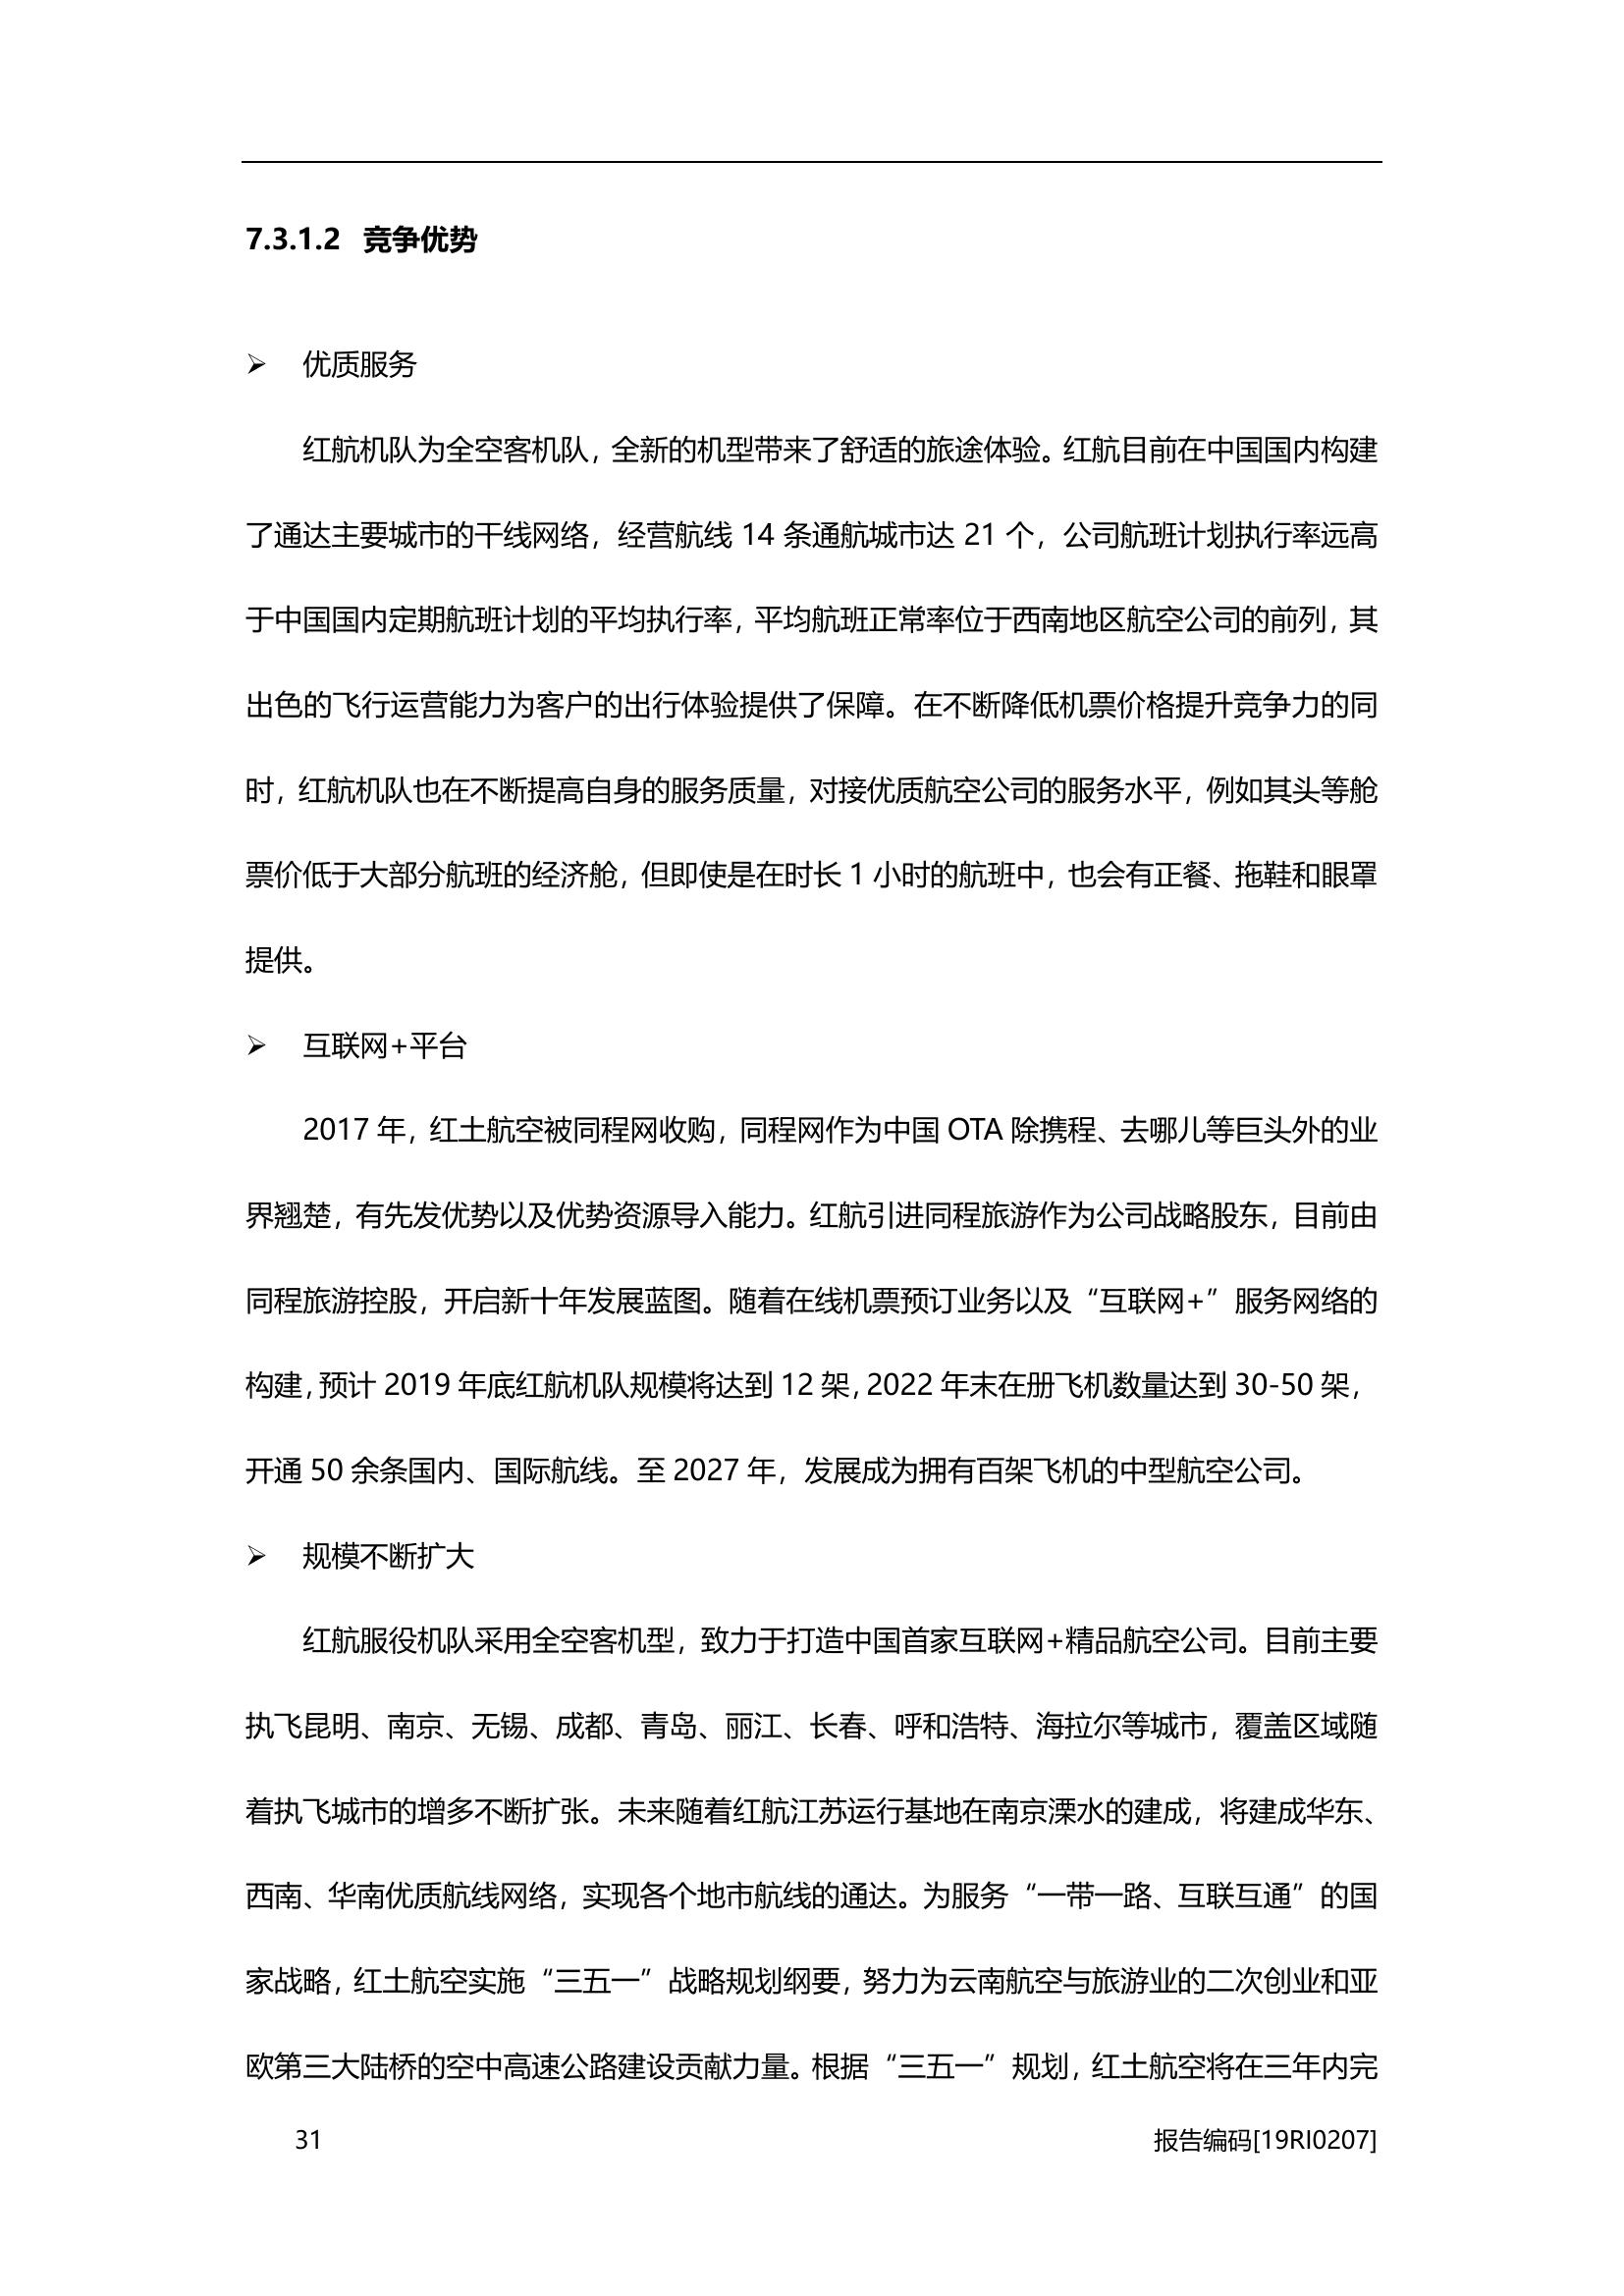 7.3.1.2 竞争优势
➢ 优质服务
红航机队为全空客机队，全新的机型带来了舒适的旅途体验。红航目前在中国国内构建
了通达主要城市的干线网络，经营航线 14 条通航城市达 21 个，公司航班计划执行率远高
于中国国内定期航班计划的平均执行率，平均航班正常率位于西南地区航空公司的前列，其
出色的飞行运营能力为客户的出行体验提供了保障。在不断降低机票价格提升竞争力的同
时，红航机队也在不断提高自身的服务质量，对接优质航空公司的服务水平，例如其头等舱
票价低于大部分航班的经济舱，但即使是在时长 1 小时的航班中，也会有正餐、拖鞋和眼罩
提供。
➢ 互联网+平台
2017 年，红土航空被同程网收购，同程网作为中国 OTA 除携程、去哪儿等巨头外的业
界翘楚，有先发优势以及优势资源导入能力。红航引进同程旅游作为公司战略股东，目前由
同程旅游控股，开启新十年发展蓝图。随着在线机票预订业务以及“互联网+”服务网络的
构建，预计 2019 年底红航机队规模将达到 12 架，2022 年末在册飞机数量达到 30-50 架，
开通 50 余条国内、国际航线。至 2027 年，发展成为拥有百架飞机的中型航空公司。
➢ 规模不断扩大
红航服役机队采用全空客机型，致力于打造中国首家互联网+精品航空公司。目前主要
执飞昆明、南京、无锡、成都、青岛、丽江、长春、呼和浩特、海拉尔等城市，覆盖区域随
着执飞城市的增多不断扩张。未来随着红航江苏运行基地在南京溧水的建成，将建成华东、
西南、华南优质航线网络，实现各个地市航线的通达。为服务“一带一路、互联互通”的国
家战略，红土航空实施“三五一”战略规划纲要，努力为云南航空与旅游业的二次创业和亚
欧第三大陆桥的空中高速公路建设贡献力量。根据“三五一”规划，红土航空将在三年内完
31 报告编码[19RI0207]